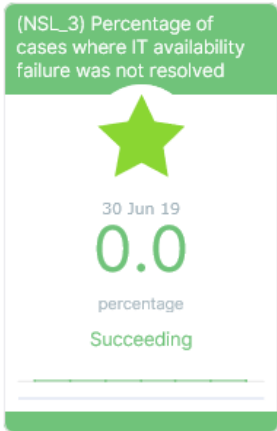 (NSL_3) Percentage of
cases where IT availability
failure was not resolved
30 Jun 19
0.0
percentage
Succeeding